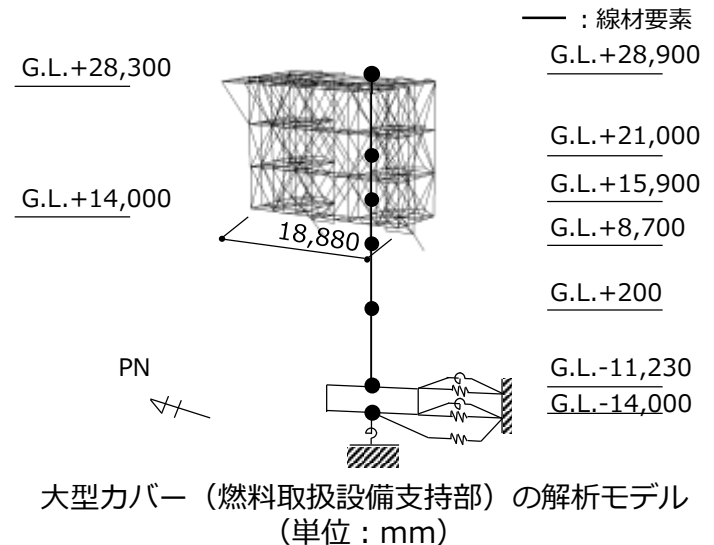 ：線材要素
G.L.+28,300
G.L.+28,900
G.L.+21,000
G.L.+15,900
G.L.+14,000
G.L.+8,700
18,880
G.L.+200
PN
G.L.-11,230
G.L.-14,000
大型カバー（燃料取扱設備支持部）の解析モデル
（単位：mm）